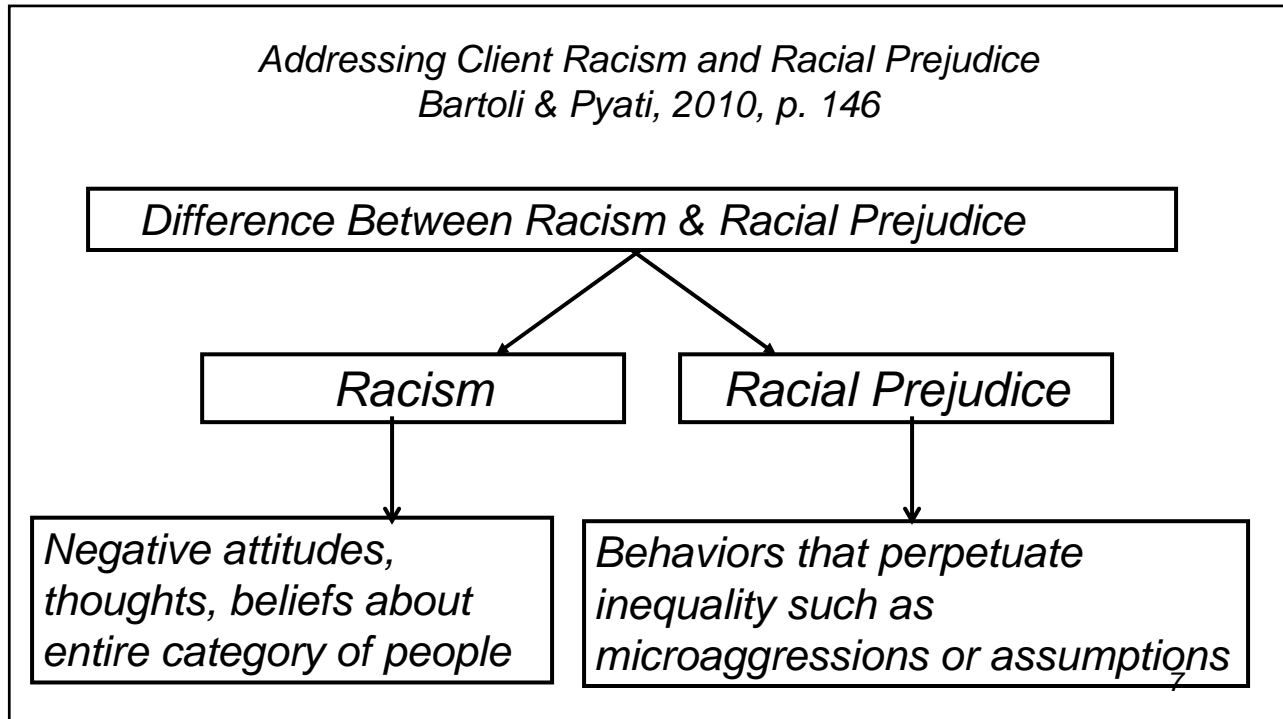 Addressing Client Racism and Racial Prejudice
Bartoli & Pyati, 2010, p. 146
Difference Between Racism & Racial Prejudice
Racism
Racial Prejudice
Negative attitudes,
thoughts, beliefs about
entire category of people
Behaviors that perpetuate
inequality such as
microaggressions or assumptions
7